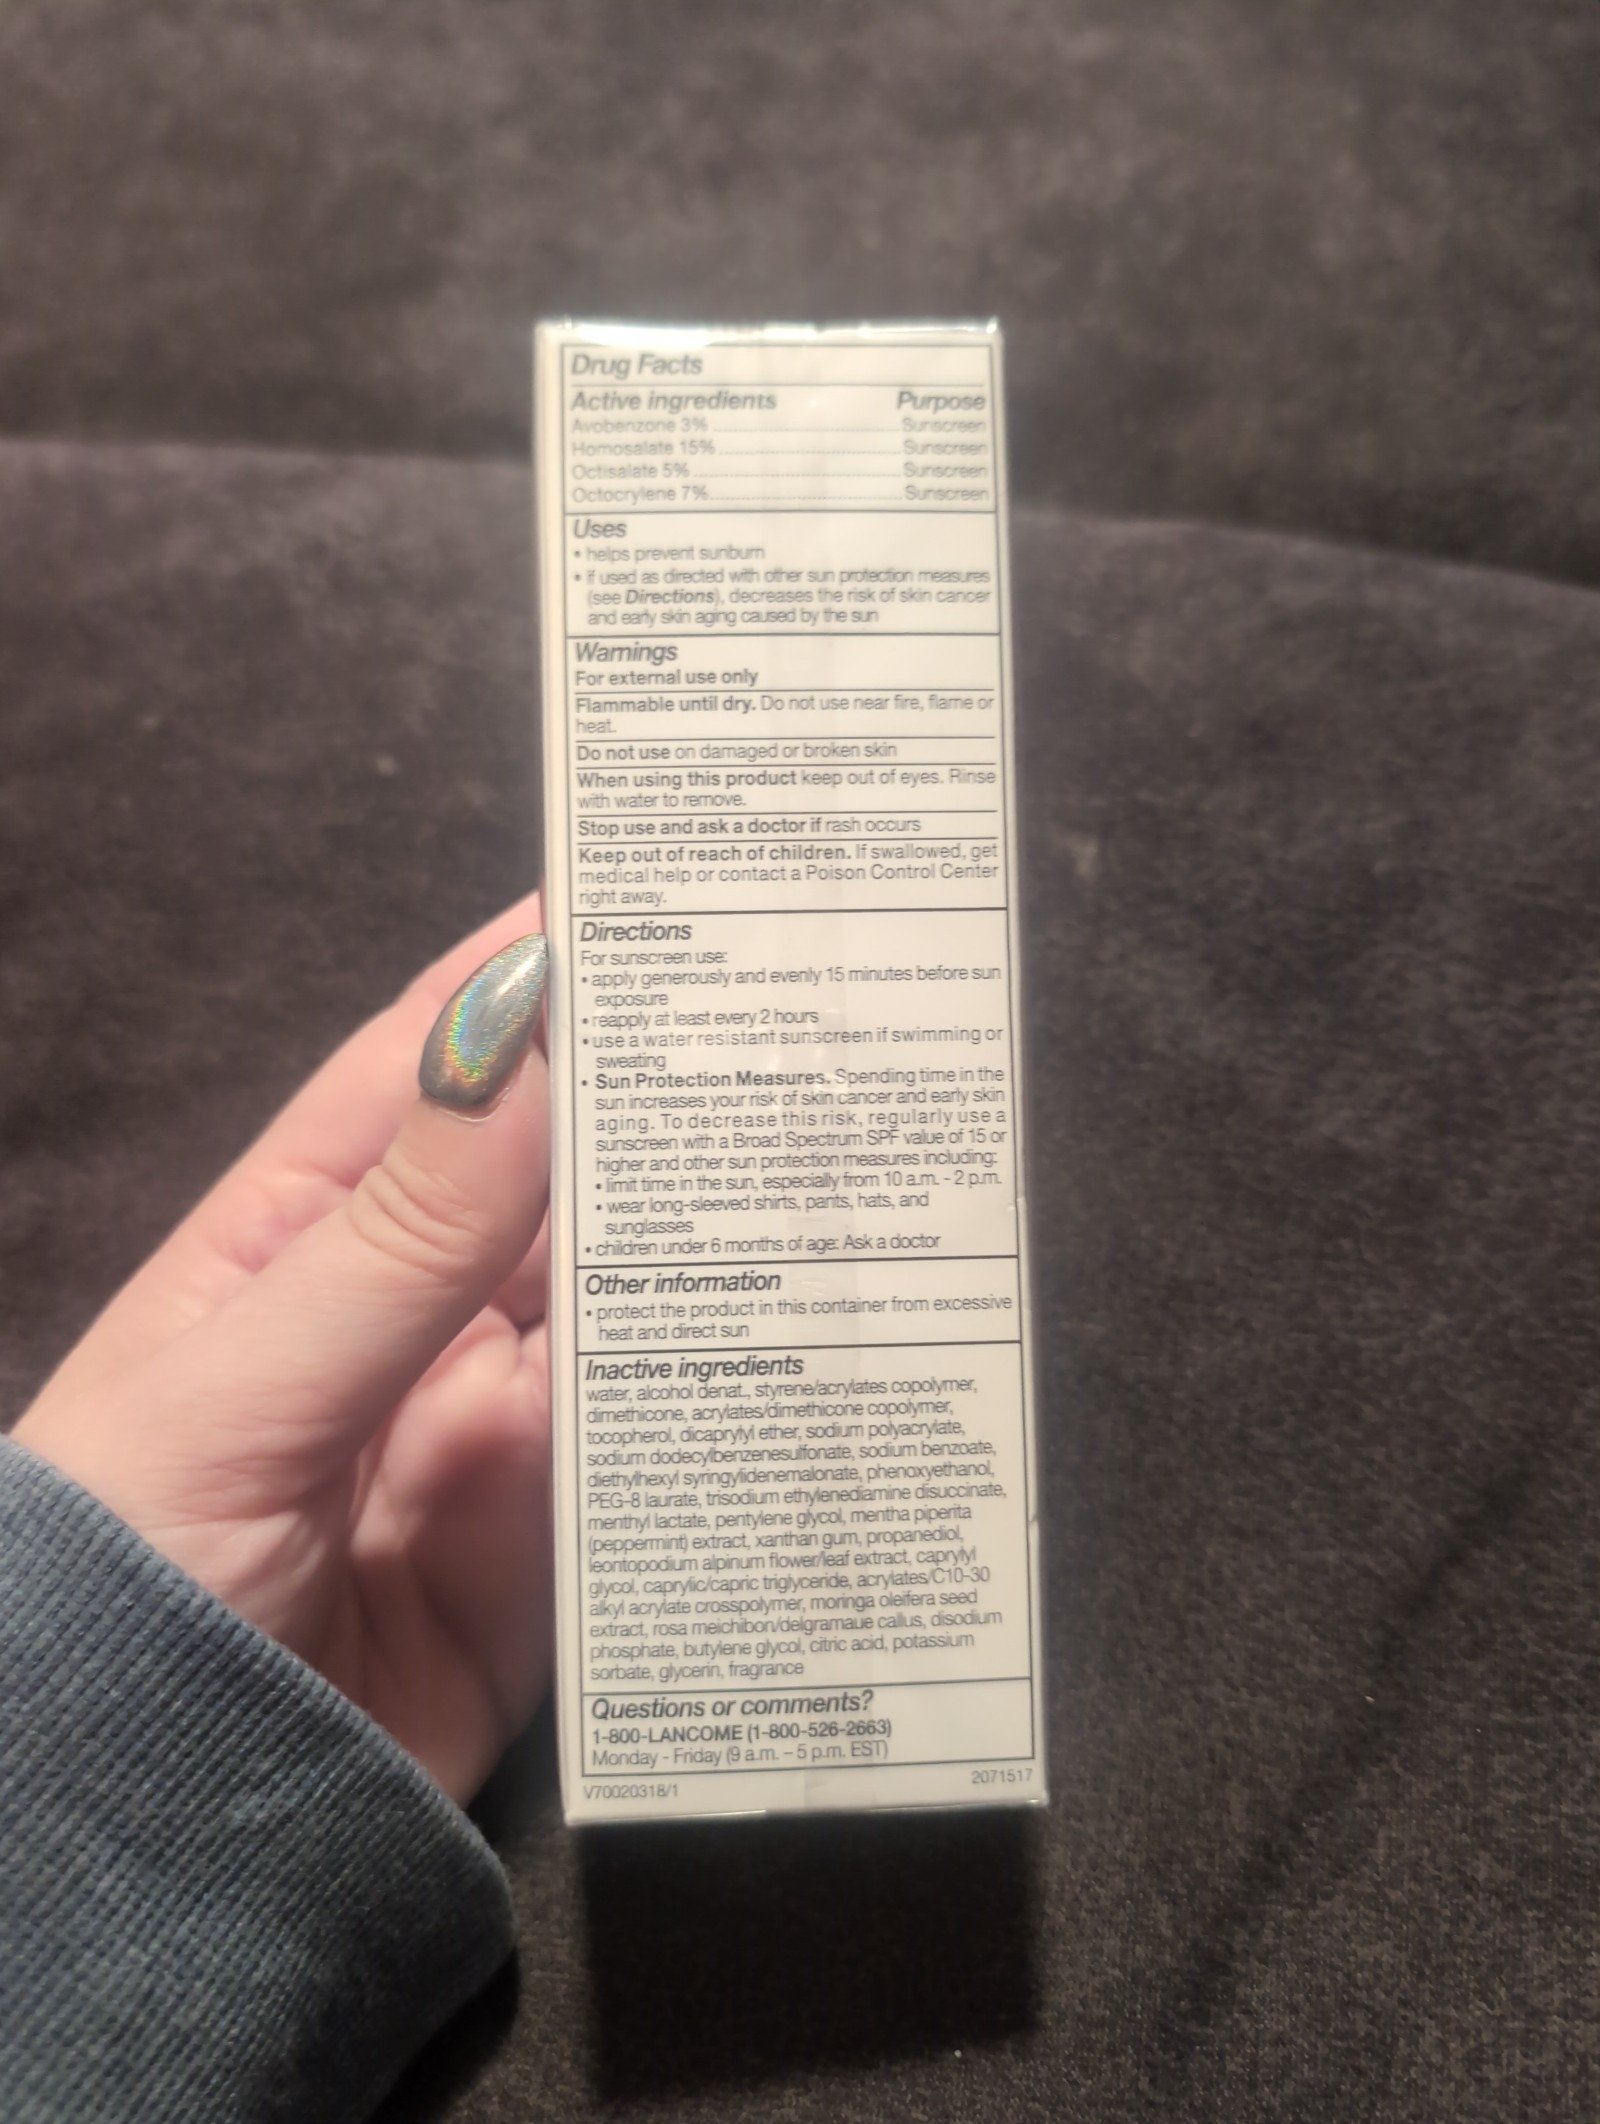 Drug Facts
Active ingredients Purpose
Avobenzone 3% Sunscreen
Homosalate 15% Sunscreen
Octisalate 5% Sunscreen
Octocrylene 7% Sunscreen
Uses
• helps prevent sunburn
• if used as directed with other sun protection measures
(see Directions), decreases the risk of skin cancer
and early skin aging caused by the sun
Warnings
For external use only
Flammable until dry. Do not use near fire, flame or
heat.
Do not use on damaged or broken skin
When using this product keep out of eyes. Rinse
with water to remove.
Stop use and ask a doctor if rash occurs
Keep out of reach of children. If swallowed, get
medical help or contact a Poison Control Center
right away.
Directions
For sunscreen use:
• apply generously and evenly 15 minutes before sun
exposure
• reapply at least every 2 hours
• use a water resistant sunscreen if swimming or
sweating
• Sun Protection Measures. Spending time in the
sun increases your risk of skin cancer and early skin
aging. To decrease this risk, regularly use a
sunscreen with a Broad Spectrum SPF value of 15 or
higher and other sun protection measures including:
• limit time in the sun, especially from 10 a.m. - 2 p.m.
• wear long-sleeved shirts, pants, hats, and
sunglasses
• children under 6 months of age: Ask a doctor
Other information
• protect the product in this container from excessive
heat and direct sun
Inactive ingredients
water, alcohol denat., styrene/acrylates copolymer,
dimethicone, acrylates/dimethicone copolymer,
tocopherol, dicaprylyl ether, sodium polyacrylate,
sodium dodecylbenzenesulfonate, sodium benzoate,
diethylhexyl syringylidenemalonate, phenoxyethanol,
PEG-8 laurate, trisodium ethylenediamine disuccinate,
menthyl lactate, pentylene glycol, mentha piperita
(peppermint) extract, xanthan gum, propanediol,
leontopodium alpinum flower/leaf extract, caprylyl
glycol, caprylic/capric triglyceride, acrylates/C10-30
alkyl acrylate crosspolymer, moringa oleifera seed
extract, rosa meichibon/delgramaue callus, disodium
phosphate, butylene glycol, citric acid, potassium
sorbate, glycerin, fragrance
Questions or comments?
1-800-LANCOME (1-800-526-2663)
Monday - Friday (9 a.m. – 5 p.m. EST)
V70020318/1 2071517